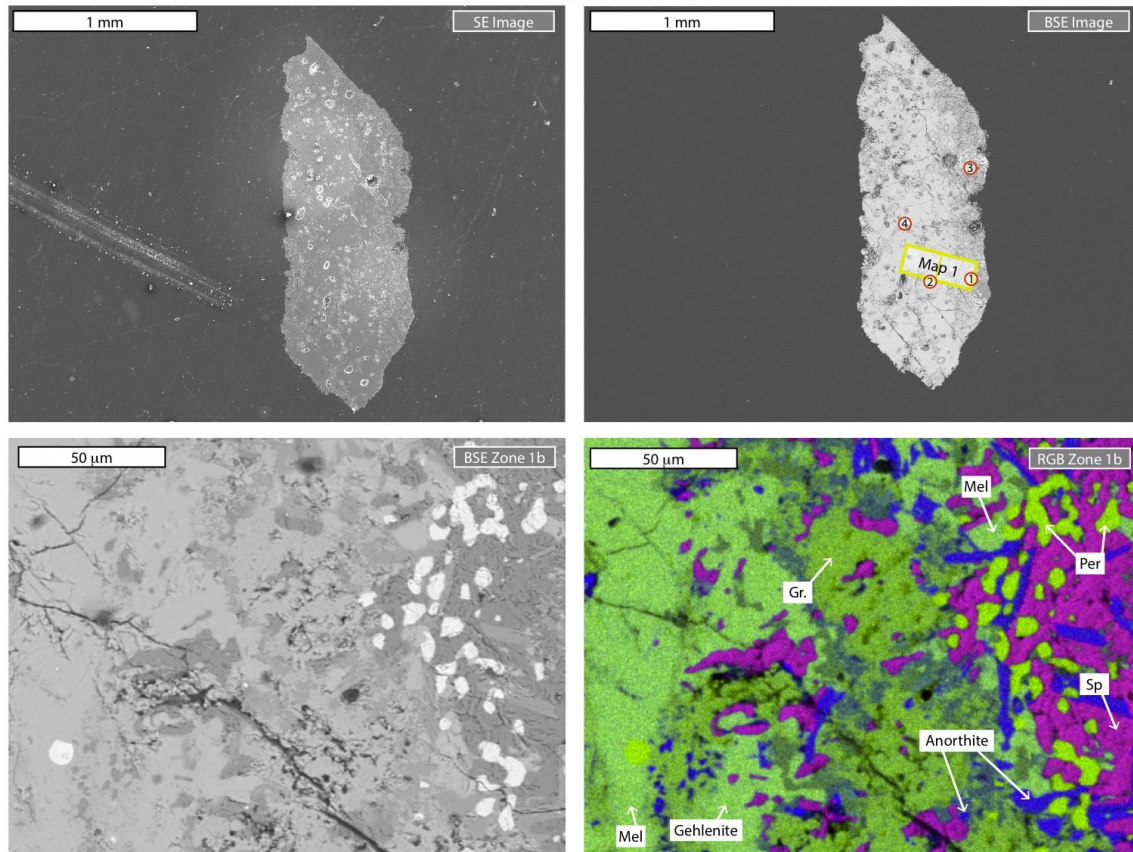 1 mm
SE Image
1 mm
BSE Image
3
4
Map 1
1
2
50 μm
BSE Zone 1b
50 μm
RGB Zone 1b
Mel
Per
Gr.
Sp
Anorthite
Mel
Gehlenite